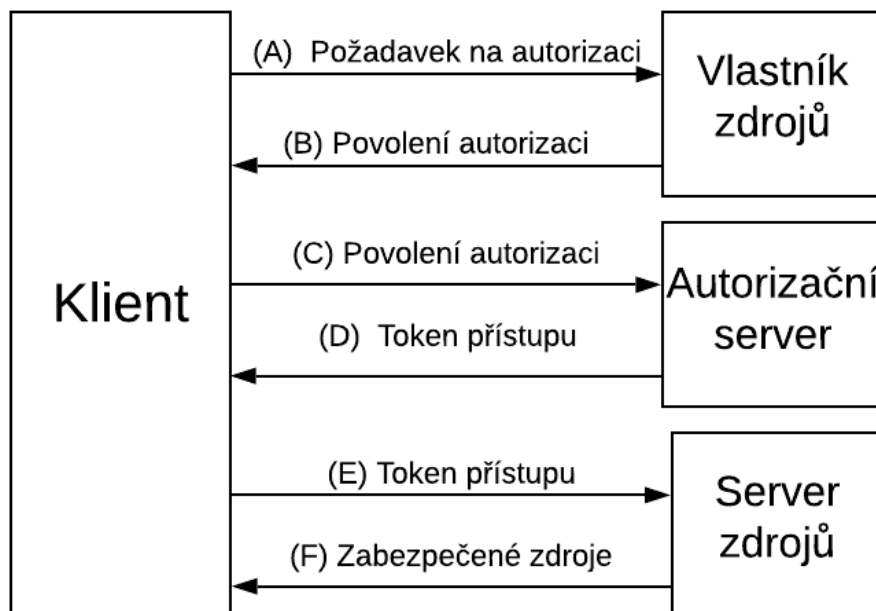 (A) Požadavek na autorizaci
Vlastník
zdrojů
(B) Povolení autorizaci
(C) Povolení autorizaci
Klient
Autorizační
server
(D) Token přístupu
(E) Token přístupu
Server
zdrojů
(F) Zabezpečené zdroje